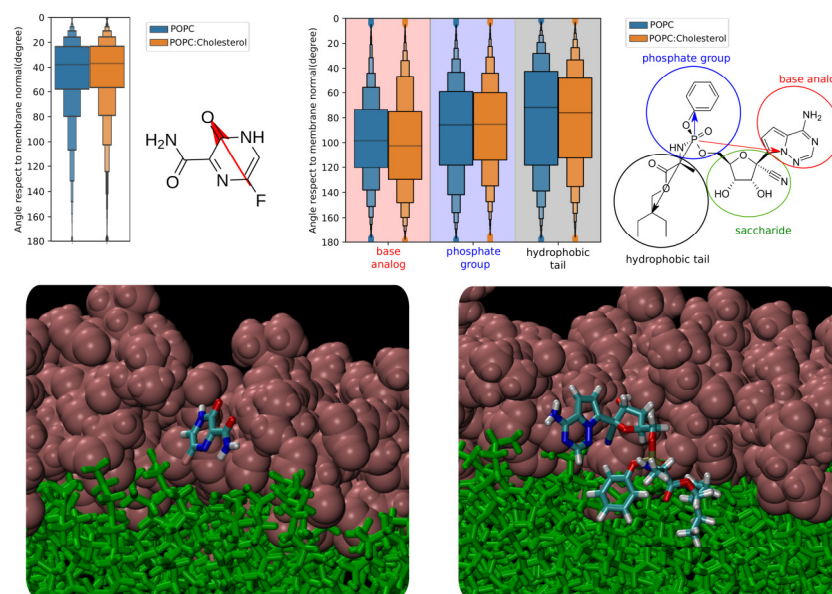 POPC
POPC:Cholesterol
Angle respect to membrane normal(degree)
0
20
40
60
80
100
120
140
160
180
O
NH
H₂N
O
N
F
POPC
POPC:Cholesterol
Angle respect to membrane normal(degree)
0
20
40
60
80
100
120
140
160
180
base
analog
phosphate
group
hydrophobic
tail
phosphate group
base analog
NH₂
O
P
O
HN
O
N
N
N
O
O
O
N
HO
OH
saccharide
hydrophobic tail